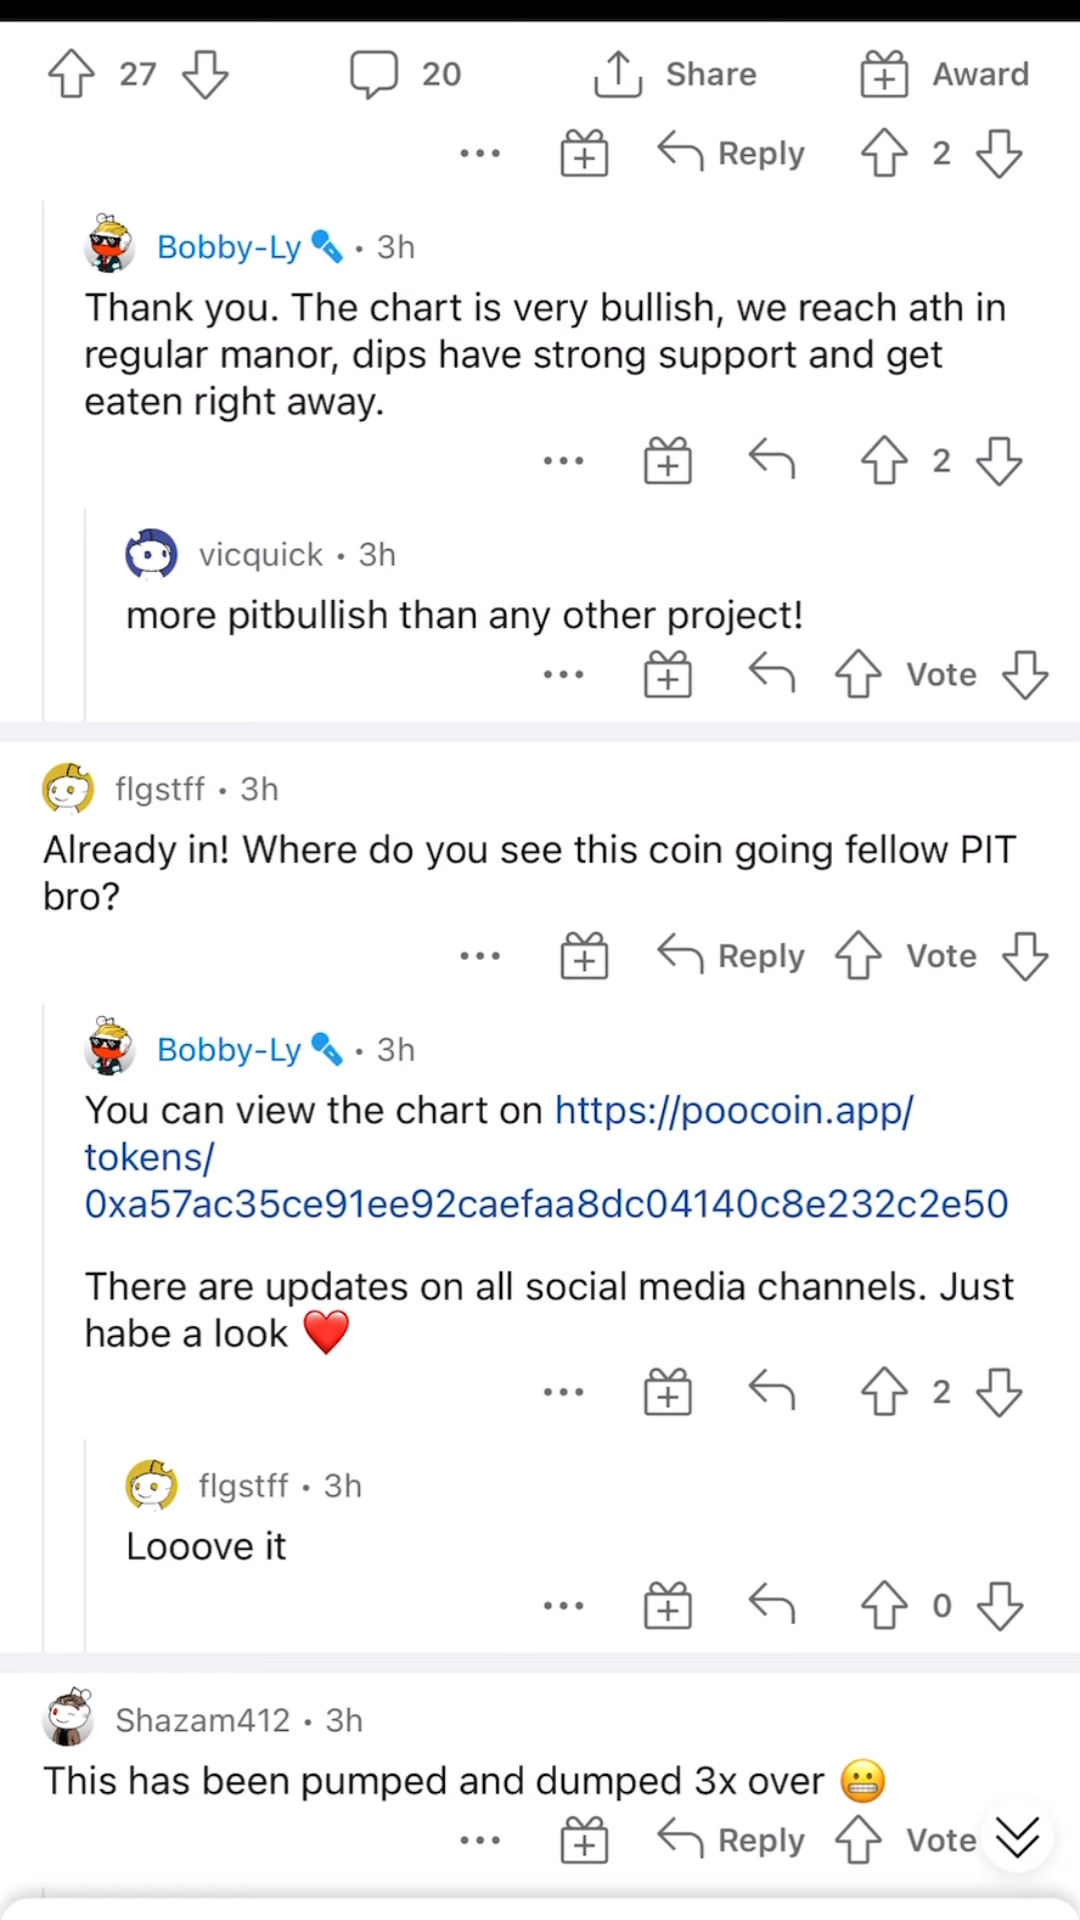 27 20 Share Award
Reply 2
Bobby-Ly • 3h
Thank you. The chart is very bullish, we reach ath in
regular manor, dips have strong support and get
eaten right away.
2
vicquick • 3h
more pitbullish than any other project!
Vote
flgstff • 3h
Already in! Where do you see this coin going fellow PIT
bro?
Reply Vote
Bobby-Ly • 3h
You can view the chart on https://poocoin.app/
tokens/
0xa57ac35ce91ee92caefaa8dc04140c8e232c2e50
There are updates on all social media channels. Just
habe a look ❤️
2
flgstff • 3h
Looove it
0
Shazam412 • 3h
This has been pumped and dumped 3x over 😬
Reply Vote